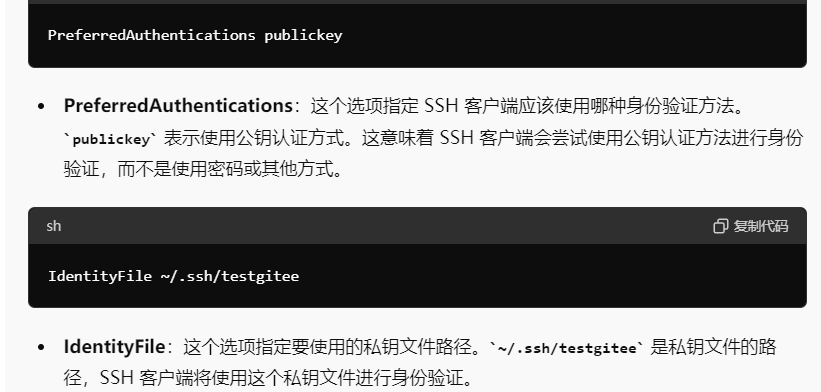 PreferredAuthentications publickey
PreferredAuthentications：这个选项指定 SSH 客户端应该使用哪种身份验证方法。
`publickey` 表示使用公钥认证方式。这意味着 SSH 客户端会尝试使用公钥认证方法进行身份
验证，而不是使用密码或其他方式。
sh 复制代码
IdentityFile ~/.ssh/testgitee
IdentityFile：这个选项指定要使用的私钥文件路径。`~/.ssh/testgitee` 是私钥文件的路
径，SSH 客户端将使用这个私钥文件进行身份验证。